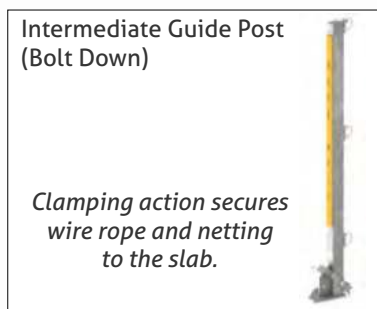 Intermediate Guide Post
(Bolt Down)
Clamping action secures
wire rope and netting
to the slab.